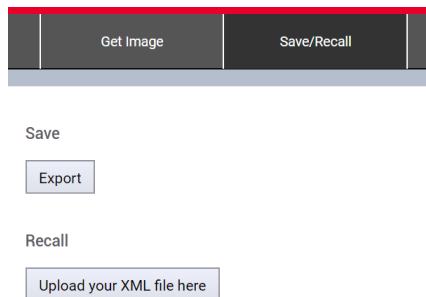 Get Image Save/Recall
Save
Export
Recall
Upload your XML file here